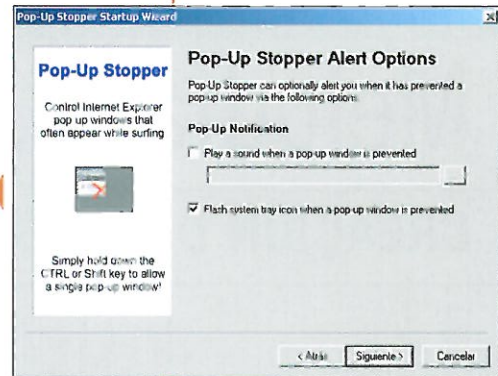 Pop-Up Stopper Startup Wizard
Pop-Up Stopper
Control Internet Explorer
pop up windows that
often appear while surfing
Simply hold down the
CTRL or Shift key to allow
a single pop-up window!
Pop-Up Stopper Alert Options
Pop-Up Stopper can optionally alert you when it has prevented a
pop-up window via the following options.
Pop-Up Notification
Play a sound when a pop-up window is prevented
...
Flash system tray icon when a pop-up window is prevented
< Atrás
Siguiente >
Cancelar